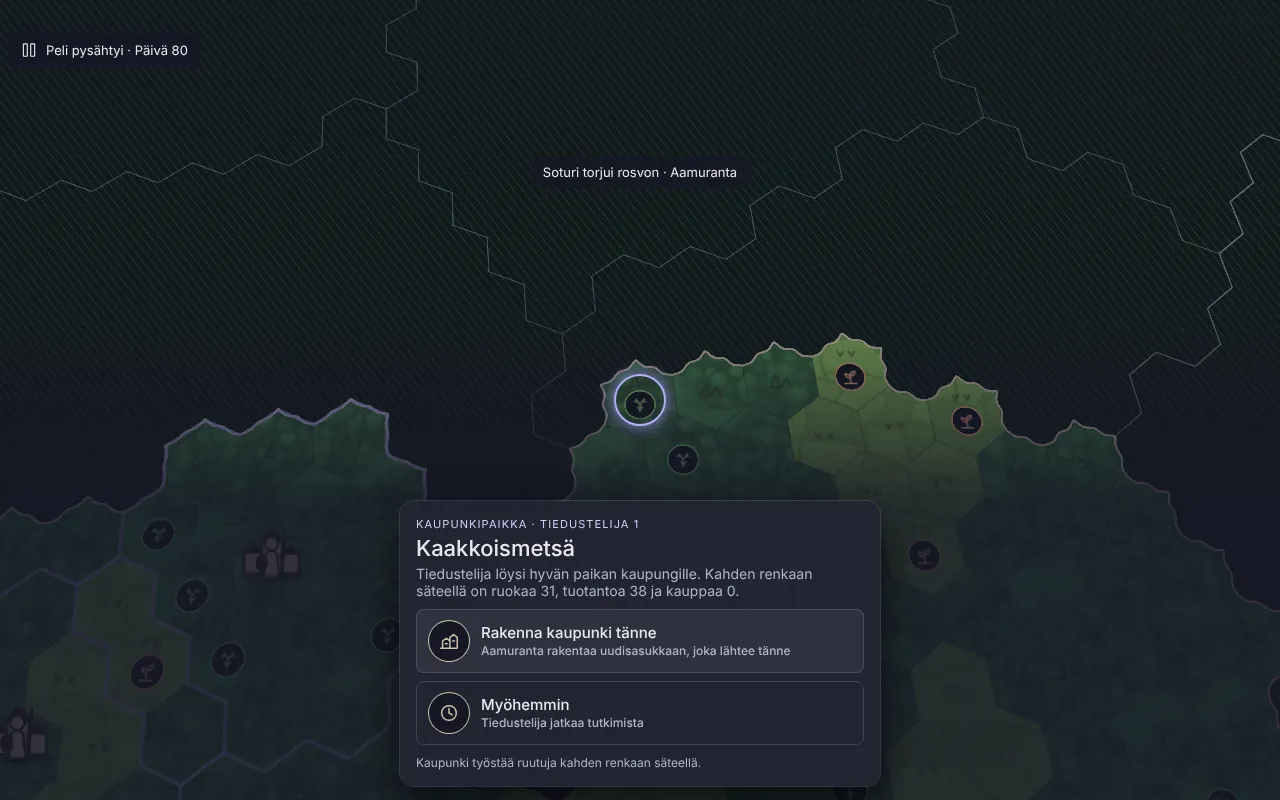 Peli pysähtyi · Päivä 80
Soturi torjui rosvon · Aamuranta
KAUPUNKIPAIKKA · TIEDUSTELIJA 1
Kaakkoismetsä
Tiedustelija löysi hyvän paikan kaupungille. Kahden renkaan
säteellä on ruokaa 31, tuotantoa 38 ja kauppaa 0.
Rakenna kaupunki tänne
Aamuranta rakentaa uudisasukkaan, joka lähtee tänne
Myöhemmin
Tiedustelija jatkaa tutkimista
Kaupunki työstää ruutuja kahden renkaan säteellä.